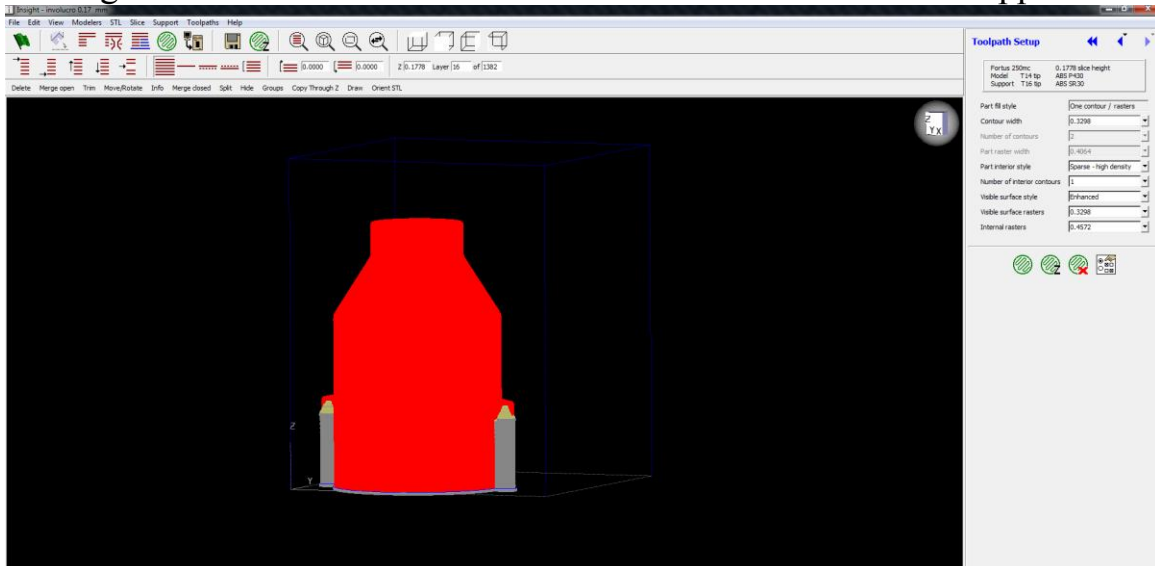 Insight - involucro 0.17 mm
File Edit View Modelers STL Slice Support Toolpaths Help
0.0000 0.0000 Z 0.1778 Layer 16 of 1382
Delete Merge open Trim Move/Rotate Info Merge closed Split Hide Groups Copy Through Z Draw Orient STL
Z
Y X
Z
Y
Toolpath Setup
Fortus 250mc 0.1778 slice height
Model T14 tip ABS P430
Support T16 tip ABS SR30
Part fill style One contour / rasters
Contour width 0.3298
Number of contours 2
Part raster width 0.4064
Part interior style Sparse - high density
Number of interior contours 1
Visible surface style Enhanced
Visible surface rasters 0.3298
Internal rasters 0.4572